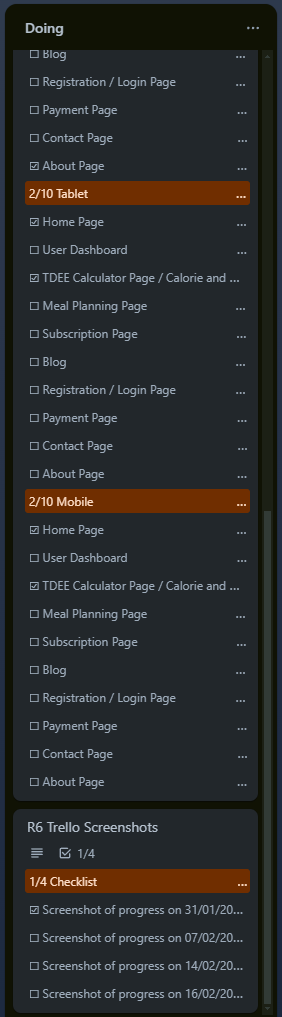 Doing ...
Blog ...
Registration / Login Page ...
Payment Page ...
Contact Page ...
About Page ...
2/10 Tablet ...
Home Page ...
User Dashboard ...
TDEE Calculator Page / Calorie and ...
Meal Planning Page ...
Subscription Page ...
Blog ...
Registration / Login Page ...
Payment Page ...
Contact Page ...
About Page ...
2/10 Mobile ...
Home Page ...
User Dashboard ...
TDEE Calculator Page / Calorie and ...
Meal Planning Page ...
Subscription Page ...
Blog ...
Registration / Login Page ...
Payment Page ...
Contact Page ...
About Page ...
R6 Trello Screenshots
1/4
1/4 Checklist ...
Screenshot of progress on 31/01/20...
Screenshot of progress on 07/02/20...
Screenshot of progress on 14/02/20...
Screenshot of progress on 16/02/20...